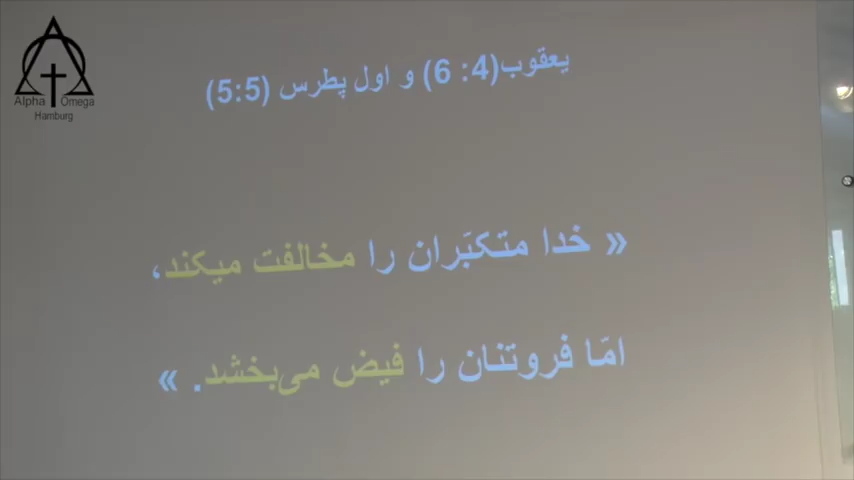 Alpha Omega
Hamburg
یعقوب(4: 6) و اول پطرس (5:5)
« خدا متکبَران را مخالفت میکند،
امّا فروتنان را فیض می‌بخشد. »